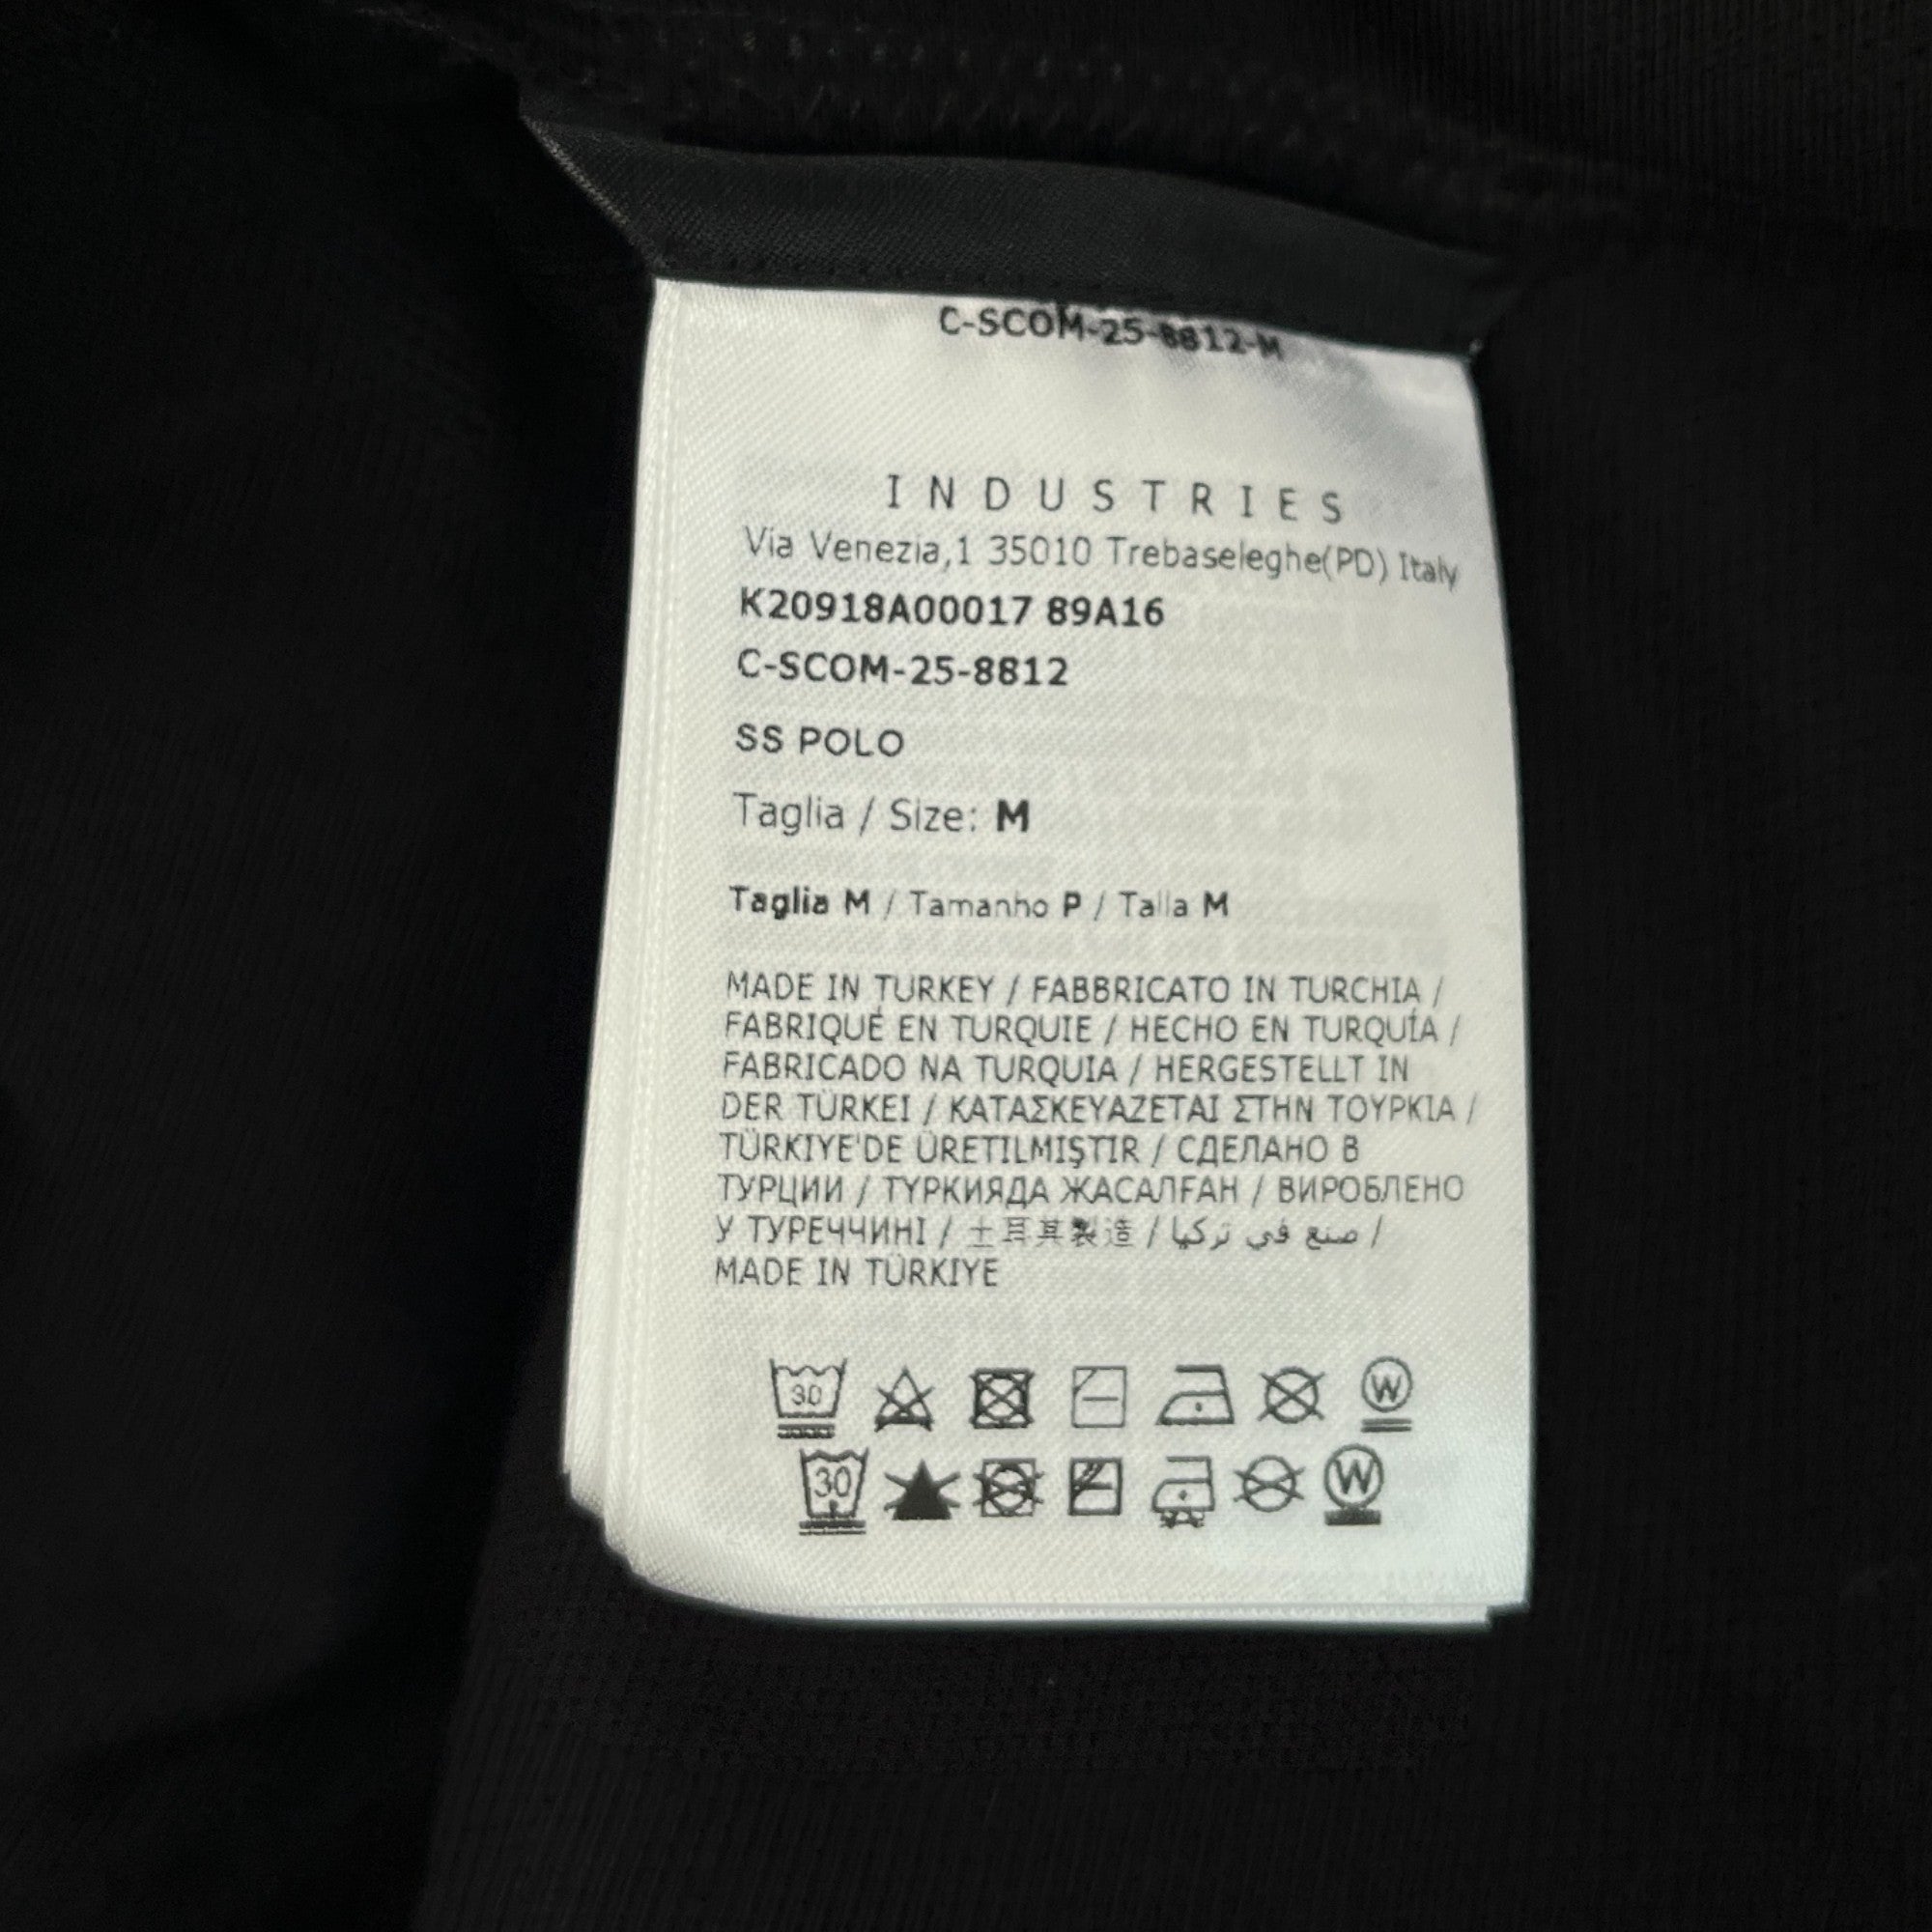 C-SCOM-25-8812-M
INDUSTRIES
Via Venezia,1 35010 Trebaseleghe(PD) Italy
K20918A00017 89A16
C-SCOM-25-8812
SS POLO
Taglia / Size: M
Taglia M / Tamanho P / Talla M
MADE IN TURKEY / FABBRICATO IN TURCHIA /
FABRIQUÉ EN TURQUIE / HECHO EN TURQUÍA /
FABRICADO NA TURQUIA / HERGESTELLT IN
DER TÜRKEI / ΚΑΤΑΣΚΕΥΑΖΕΤΑΙ ΣΤΗΝ ΤΟΥΡΚΙΑ /
TÜRKIYE'DE ÜRETILMIŞTIR / СДЕЛАНО В
ТУРЦИИ / ТҮРКИЯДА ЖАСАЛҒАН / ВИРОБЛЕНО
У ТУРЕЧЧИНІ / 土耳其製造 / صنع في تركيا /
MADE IN TÜRKIYE
30 W
30 W